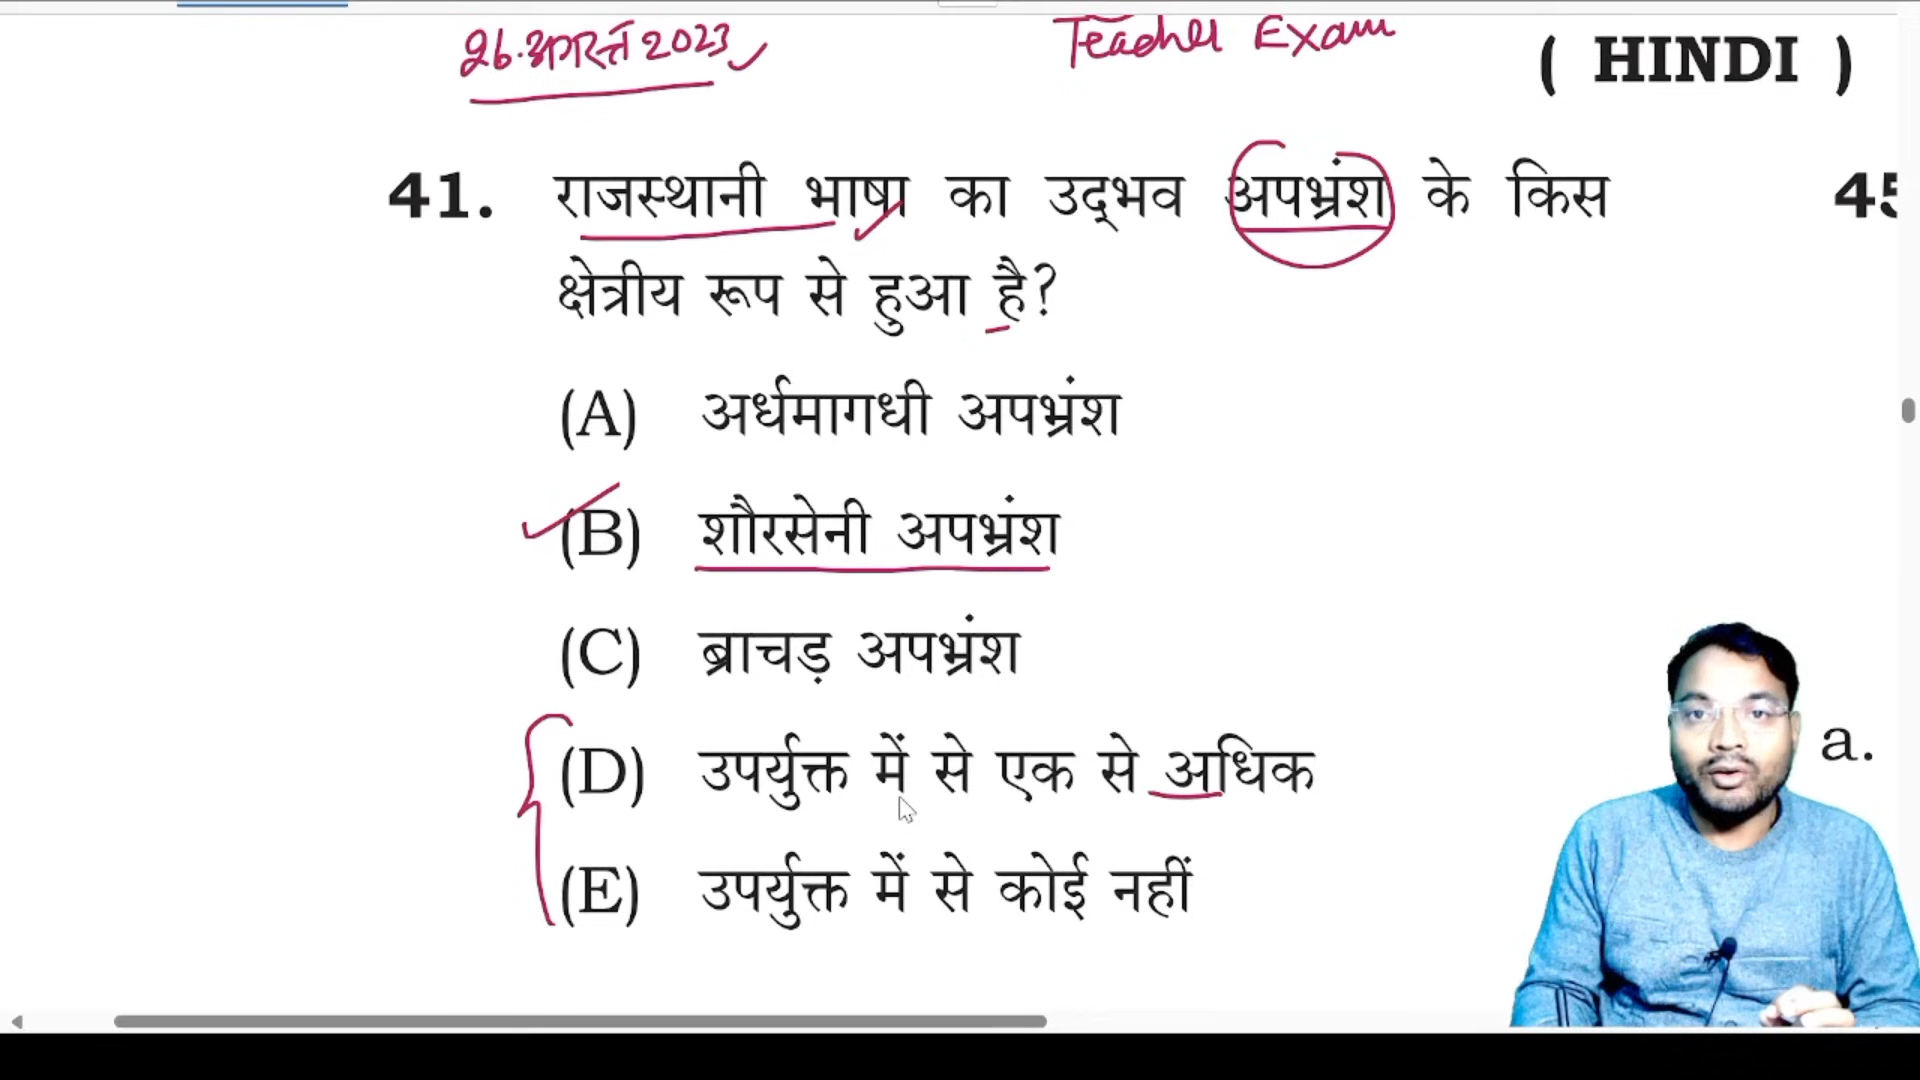 26.अगस्त 2023
Teacher Exam
( HINDI )
41. राजस्थानी भाषा का उद्‌भव अपभ्रंश के किस
क्षेत्रीय रूप से हुआ है?
(A) अर्धमागधी अपभ्रंश
(B) शौरसेनी अपभ्रंश
(C) ब्राचड़ अपभ्रंश
(D) उपर्युक्त में से एक से अधिक
(E) उपर्युक्त में से कोई नहीं
45
a.